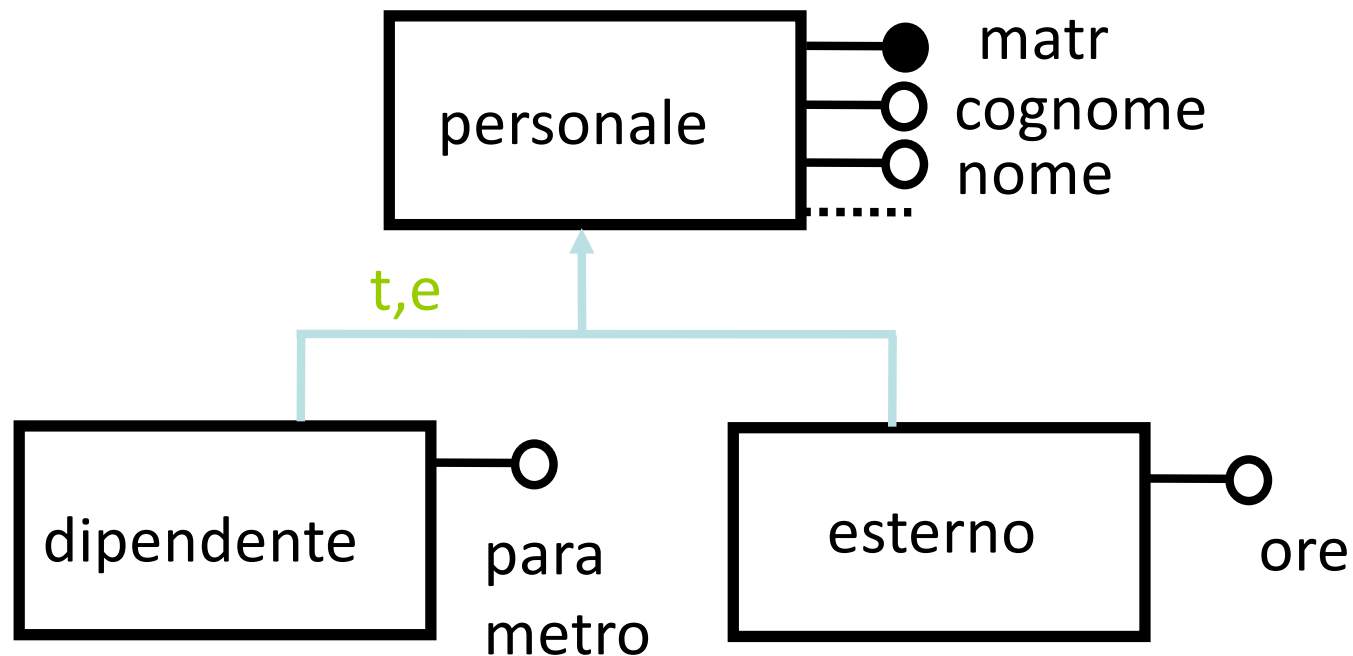 matr
personale
cognome
nome
t,e
dipendente
para
metro
esterno
ore